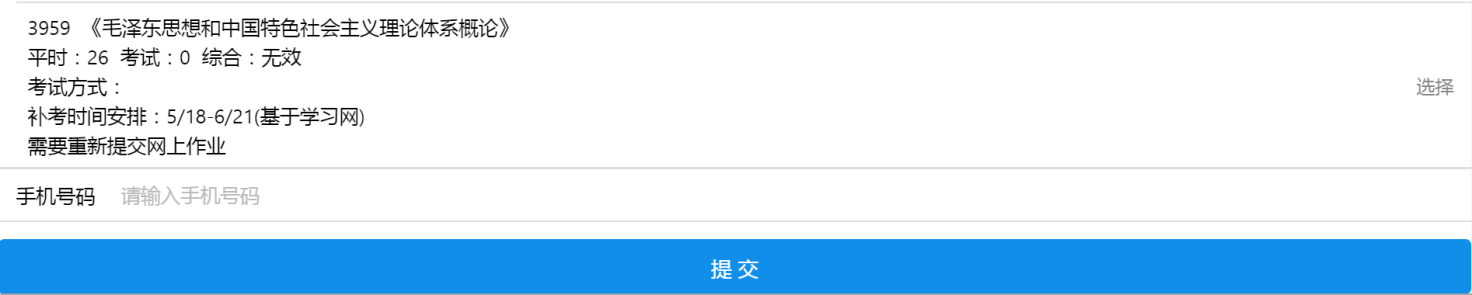 3959 《毛泽东思想和中国特色社会主义理论体系概论》
平时：26 考试：0 综合：无效
考试方式：
选择
补考时间安排：5/18-6/21(基于学习网)
需要重新提交网上作业
手机号码 请输入手机号码
提交